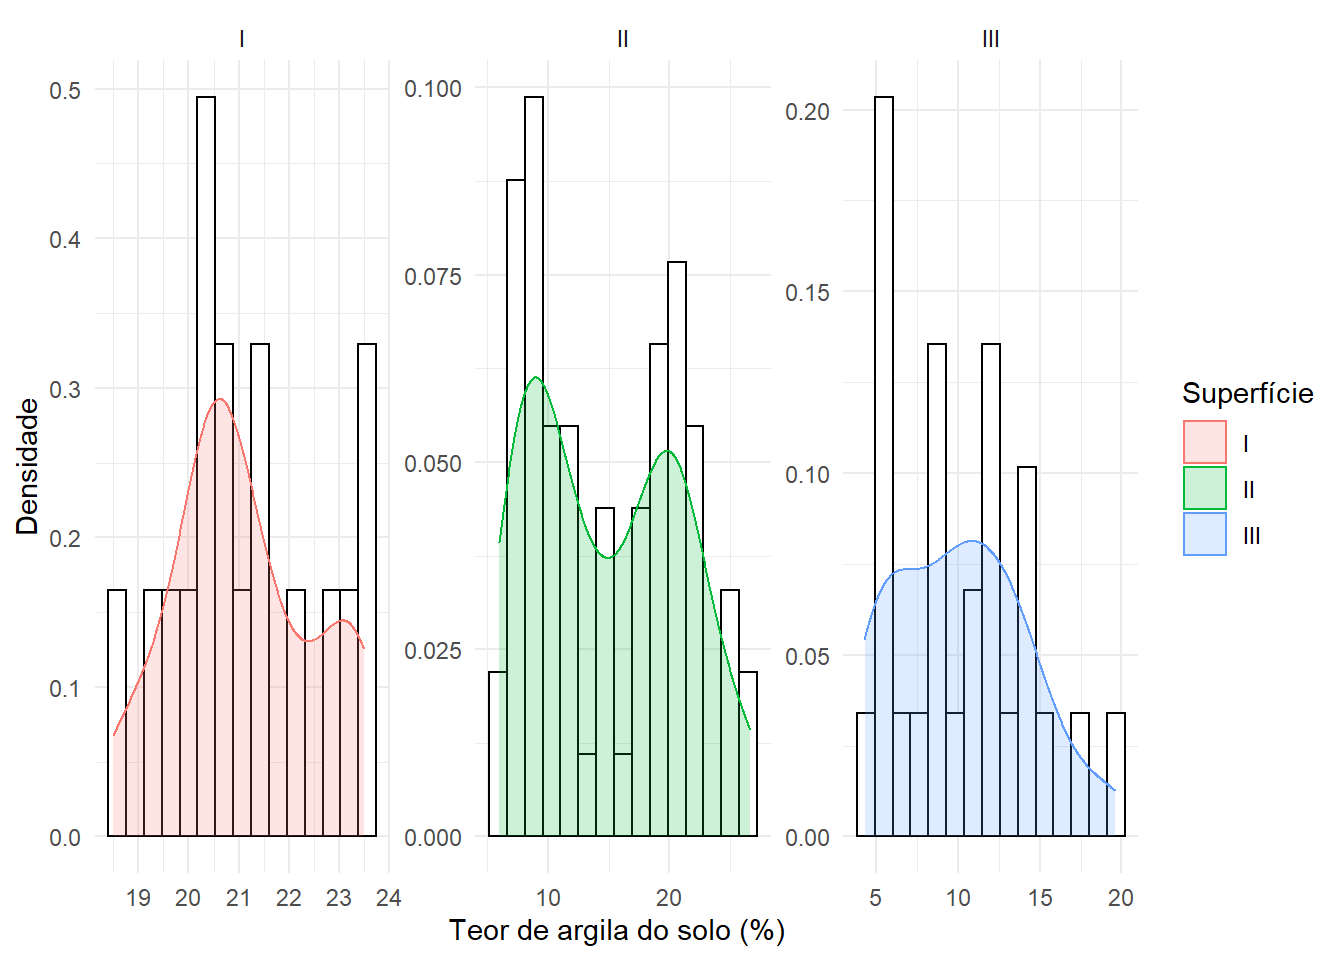 I II III
0.5
0.4
0.3
0.2
0.1
0.0
0.100
0.075
0.050
0.025
0.000
0.20
0.15
0.10
0.05
0.00
19 20 21 22 23 24
10 20
5 10 15 20
Densidade
Teor de argila do solo (%)
Superfície
I
II
III